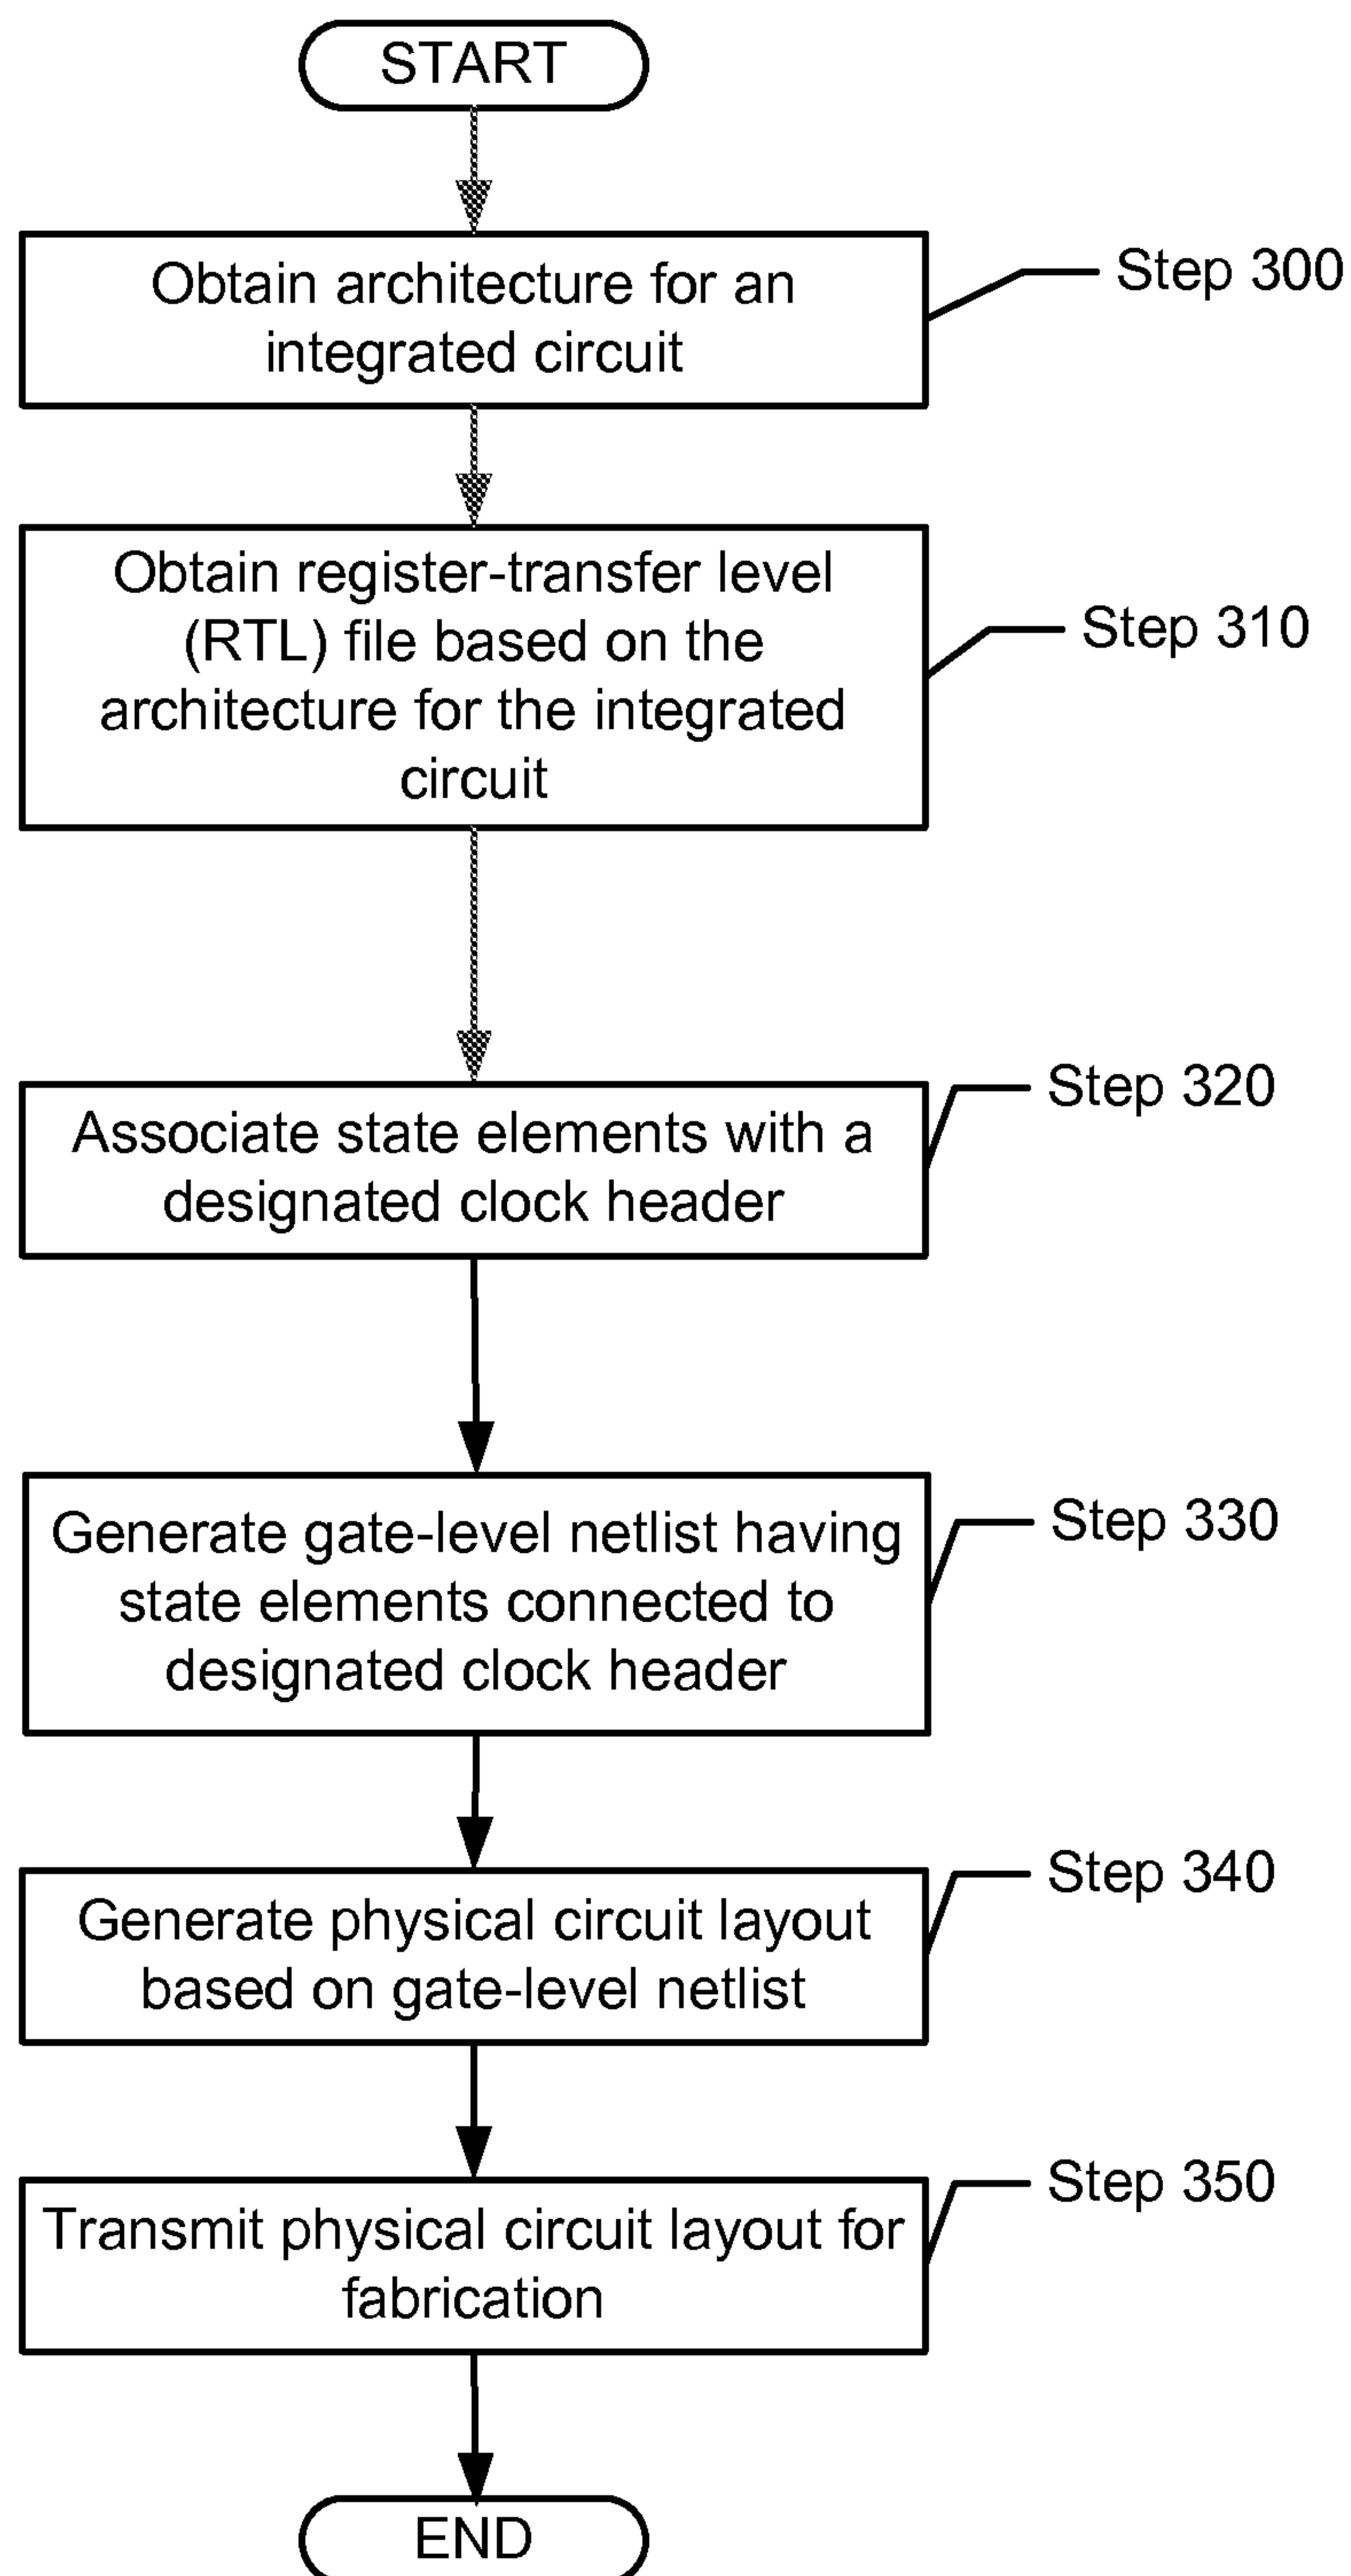 START
Obtain architecture for an
integrated circuit
Step 300
Obtain register-transfer level
(RTL) file based on the
architecture for the integrated
circuit
Step 310
Associate state elements with a
designated clock header
Step 320
Generate gate-level netlist having
state elements connected to
designated clock header
Step 330
Generate physical circuit layout
based on gate-level netlist
Step 340
Transmit physical circuit layout for
fabrication
Step 350
END